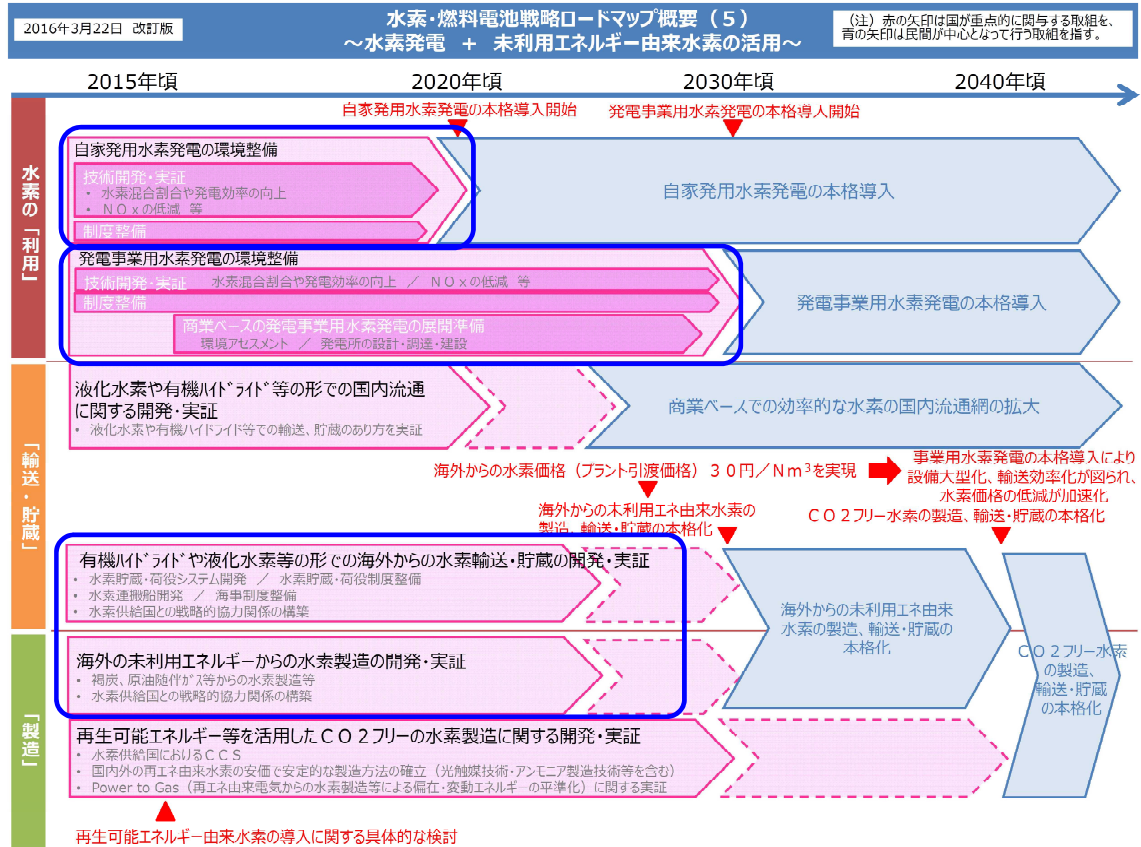 2016年3月22日 改訂版
水素・燃料電池戦略ロードマップ概要（５）
～水素発電 ＋ 未利用エネルギー由来水素の活用～
（注）赤の矢印は国が重点的に関与する取組を、
青の矢印は民間が中心となって行う取組を指す。
2015年頃
2020年頃
2030年頃
2040年頃
自家発用水素発電の本格導入開始
発電事業用水素発電の本格導入開始
水素の「利用」
自家発用水素発電の環境整備
技術開発・実証
・ 水素混合割合や発電効率の向上
・ ＮＯｘの低減 等
制度整備
自家発用水素発電の本格導入
発電事業用水素発電の環境整備
技術開発・実証 水素混合割合や発電効率の向上 ／ ＮＯｘの低減 等
制度整備
商業ベースの発電事業用水素発電の展開準備
環境アセスメント ／ 発電所の設計・調達・建設
発電事業用水素発電の本格導入
「輸送・貯蔵」
液化水素や有機ﾊｲﾄﾞﾗｲﾄﾞ等の形での国内流通
に関する開発・実証
・ 液化水素や有機ハイドライド等での輸送、貯蔵のあり方を実証
商業ベースでの効率的な水素の国内流通網の拡大
海外からの水素価格（プラント引渡価格）３０円／Ｎｍ³を実現
事業用水素発電の本格導入により
設備大型化、輸送効率化が図られ、
水素価格の低減が加速化
海外からの未利用エネ由来水素の
製造、輸送・貯蔵の本格化
ＣＯ２フリー水素の製造、輸送・貯蔵の本格化
有機ﾊｲﾄﾞﾗｲﾄﾞや液化水素等の形での海外からの水素輸送・貯蔵の開発・実証
・ 水素貯蔵・荷役システム開発 ／ 水素貯蔵・荷役制度整備
・ 水素運搬船開発 ／ 海事制度整備
・ 水素供給国との戦略的協力関係の構築
海外からの未利用エネ由来
水素の製造、輸送・貯蔵の
本格化
「製造」
海外の未利用エネルギーからの水素製造の開発・実証
・ 褐炭、原油随伴ｶﾞｽ等からの水素製造等
・ 水素供給国との戦略的協力関係の構築
ＣＯ２フリー水素
の製造、
輸送・貯蔵
の本格化
再生可能エネルギー等を活用したＣＯ２フリーの水素製造に関する開発・実証
・ 水素供給国におけるＣＣＳ
・ 国内外の再エネ由来水素の安価で安定的な製造方法の確立（光触媒技術・アンモニア製造技術等を含む）
・ Power to Gas（再エネ由来電気からの水素製造等による偏在・変動エネルギーの平準化）に関する実証
再生可能エネルギー由来水素の導入に関する具体的な検討